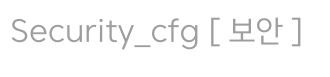 Security_cfg [ 보안 ]